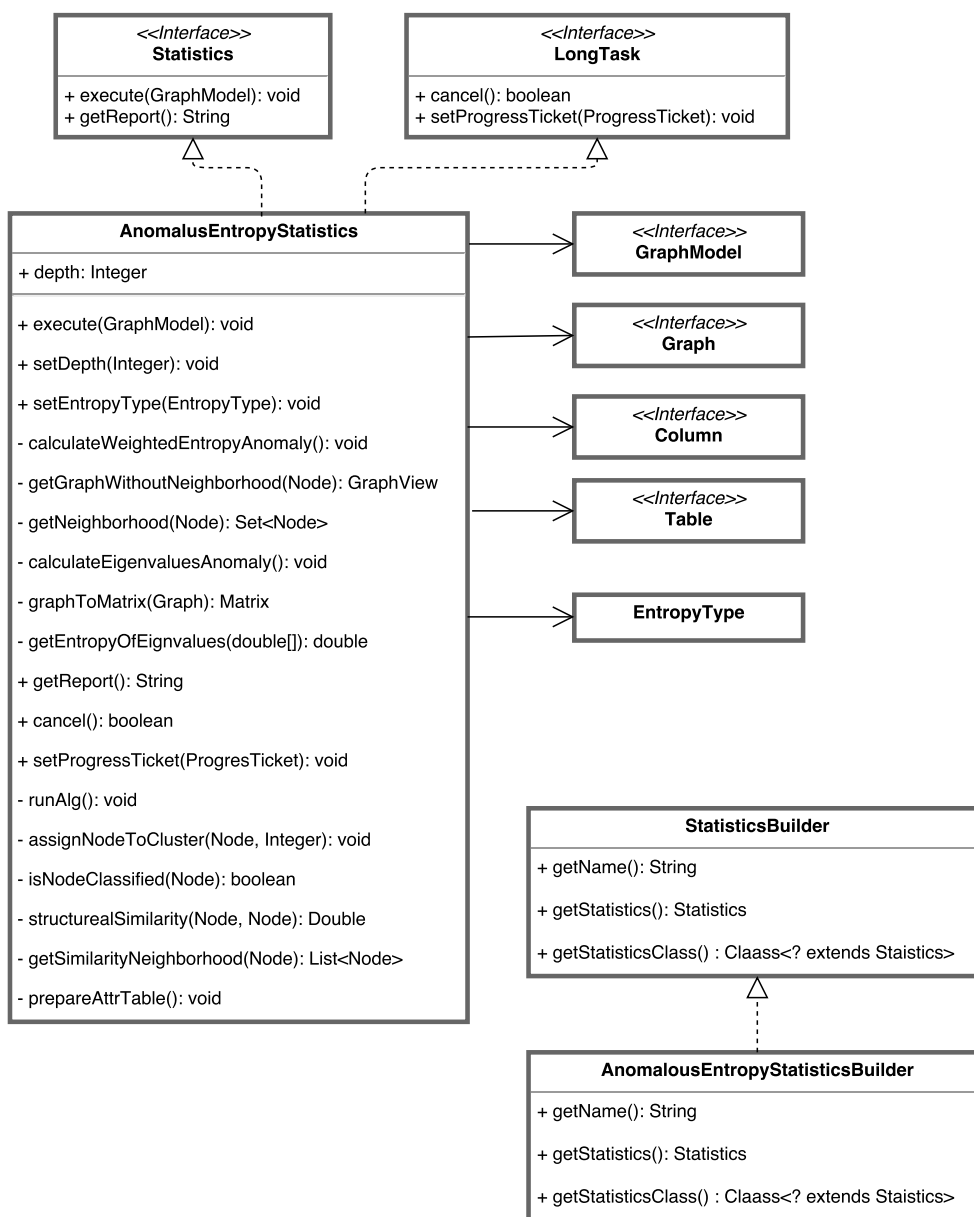 <<Interface>>
Statistics
+ execute(GraphModel): void
+ getReport(): String
<<Interface>>
LongTask
+ cancel(): boolean
+ setProgressTicket(ProgressTicket): void
AnomalusEntropyStatistics
+ depth: Integer
+ execute(GraphModel): void
+ setDepth(Integer): void
+ setEntropyType(EntropyType): void
- calculateWeightedEntropyAnomaly(): void
- getGraphWithoutNeighborhood(Node): GraphView
- getNeighborhood(Node): Set<Node>
- calculateEigenvaluesAnomaly(): void
- graphToMatrix(Graph): Matrix
- getEntropyOfEignvalues(double[]): double
+ getReport(): String
+ cancel(): boolean
+ setProgressTicket(ProgresTicket): void
- runAlg(): void
- assignNodeToCluster(Node, Integer): void
- isNodeClassified(Node): boolean
- structurealSimilarity(Node, Node): Double
- getSimilarityNeighborhood(Node): List<Node>
- prepareAttrTable(): void
<<Interface>>
GraphModel
<<Interface>>
Graph
<<Interface>>
Column
<<Interface>>
Table
EntropyType
StatisticsBuilder
+ getName(): String
+ getStatistics(): Statistics
+ getStatisticsClass() : Claass<? extends Staistics>
AnomalousEntropyStatisticsBuilder
+ getName(): String
+ getStatistics(): Statistics
+ getStatisticsClass() : Claass<? extends Staistics>